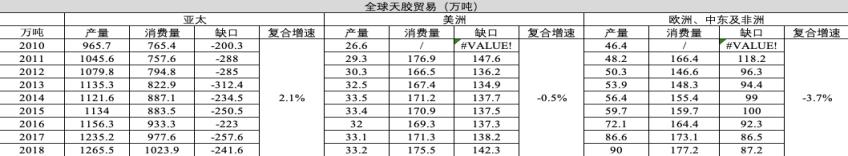 全球天胶贸易（万吨）
亚太 美洲 欧洲、中东及非洲
万吨 产量 消费量 缺口 复合增速 产量 消费量 缺口 复合增速 产量 消费量 缺口 复合增速
2010 965.7 765.4 -200.3 26.6 / #VALUE! 46.4 / #VALUE!
2011 1045.6 757.6 -288 29.3 176.9 147.6 48.2 166.4 118.2
2012 1079.8 794.8 -285 30.3 166.5 136.2 50.3 146.6 96.3
2013 1135.3 822.9 -312.4 32.5 167.4 134.9 53.9 148.3 94.4
2014 1121.6 887.1 -234.5 2.1% 33.5 171.2 137.7 -0.5% 56.4 155.4 99 -3.7%
2015 1134 883.5 -250.5 33.4 170.9 137.5 59.7 159.7 100
2016 1156.3 933.3 -223 32 169.3 137.3 72.1 164.4 92.3
2017 1235.2 977.6 -257.6 33.1 171.3 138.2 86.6 173.1 86.5
2018 1265.5 1023.9 -241.6 33.2 175.5 142.3 90 177.2 87.2